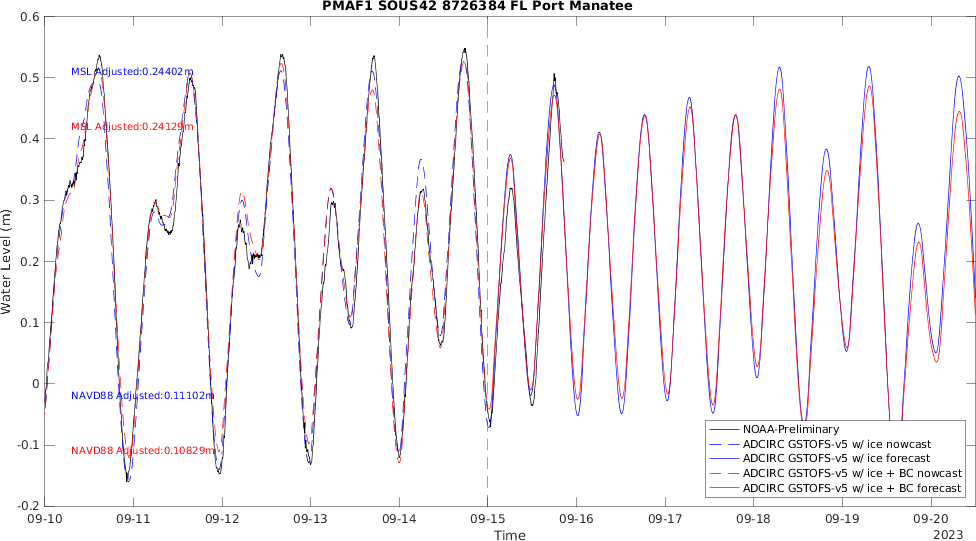 PMAF1 SOUS42 8726384 FL Port Manatee
0.6
0.5
0.4
0.3
0.2
0.1
0
-0.1
-0.2
Water Level (m)
MSL Adjusted:0.24402m
MSL Adjusted:0.24129m
NAVD88 Adjusted:0.11102m
NAVD88 Adjusted:0.10829m
NOAA-Preliminary
ADCIRC GSTOFS-v5 w/ ice nowcast
ADCIRC GSTOFS-v5 w/ ice forecast
ADCIRC GSTOFS-v5 w/ ice + BC nowcast
ADCIRC GSTOFS-v5 w/ ice + BC forecast
09-10 09-11 09-12 09-13 09-14 09-15 09-16 09-17 09-18 09-19 09-20
Time
2023